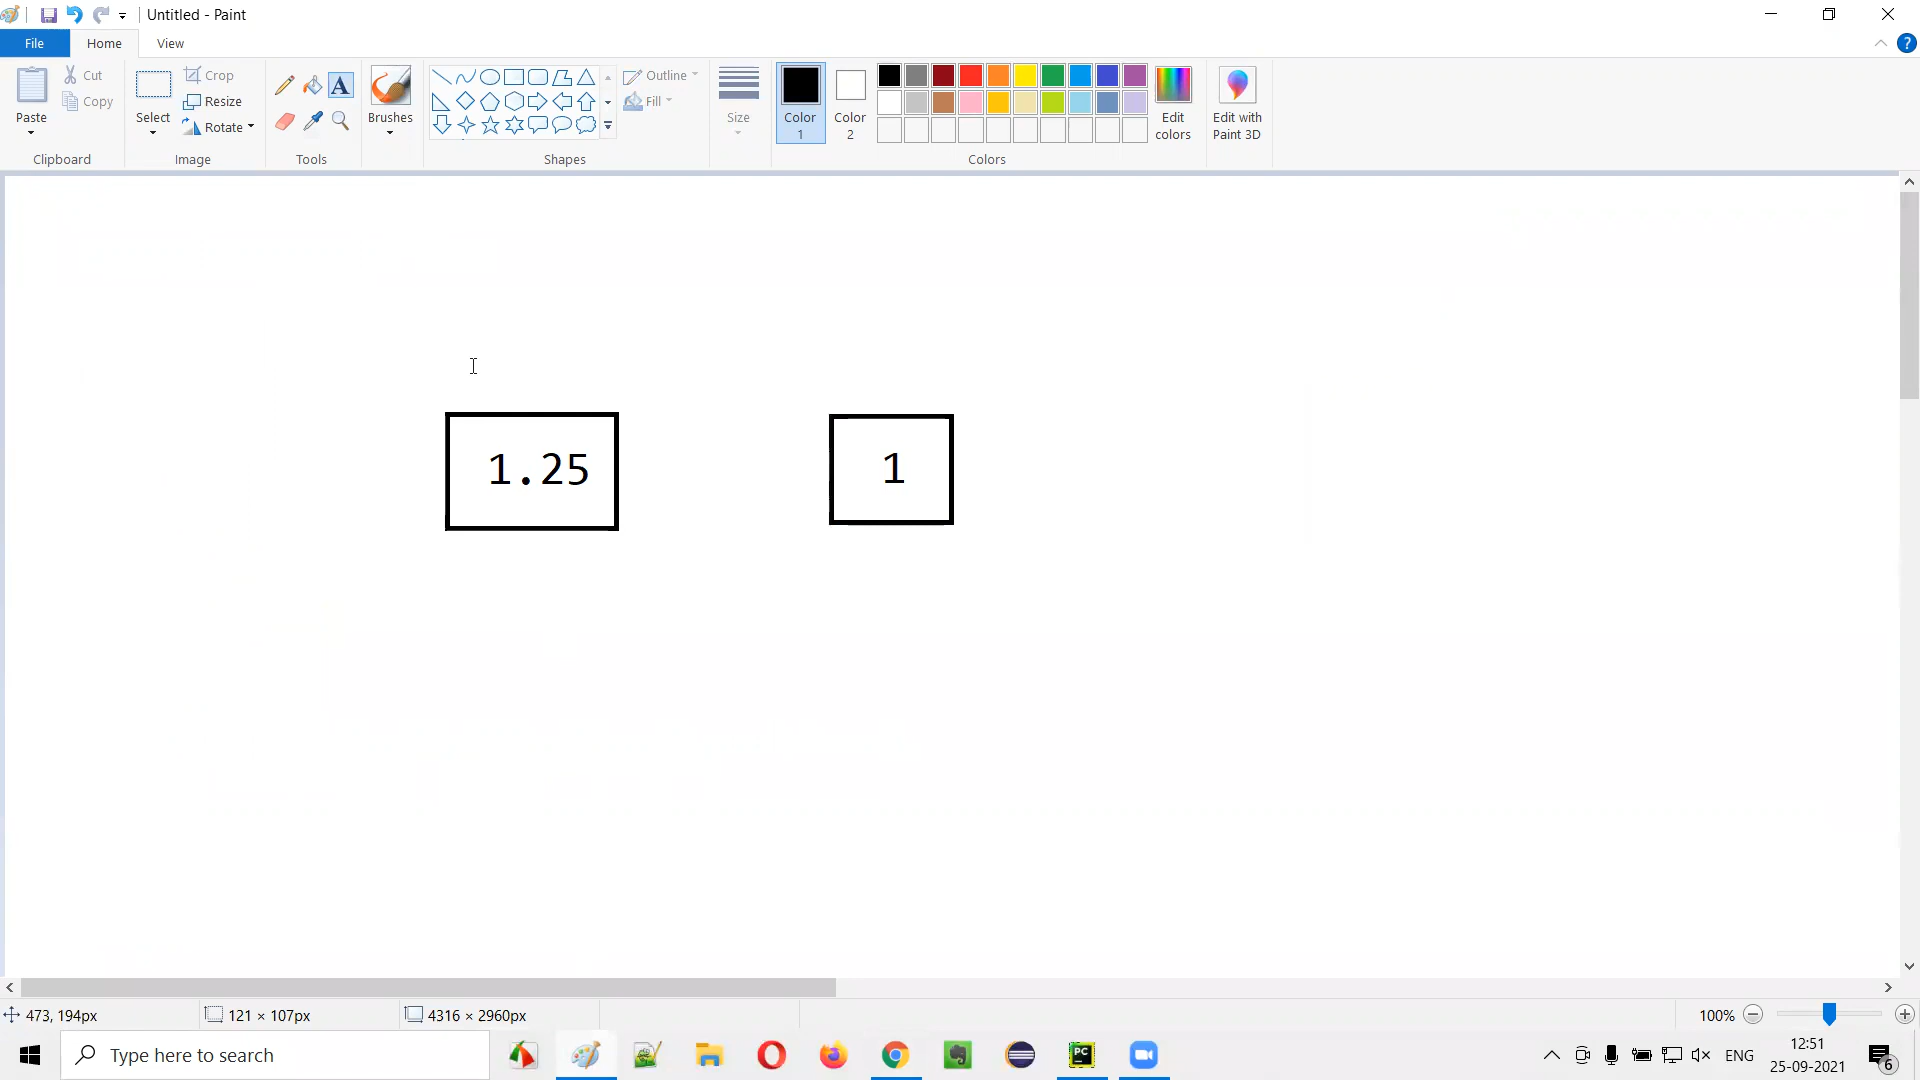 Untitled - Paint
File Home View
Paste
Cut
Copy
Clipboard
Select
Crop
Resize
Rotate
Image
A
Tools
Brushes
Shapes
Outline
Fill
Size
Color 1
Color 2
Edit colors
Colors
Edit with Paint 3D
?
1.25
1
473, 194px
121 × 107px
4316 × 2960px
100%
Type here to search
PC
ENG
12:51
25-09-2021
6